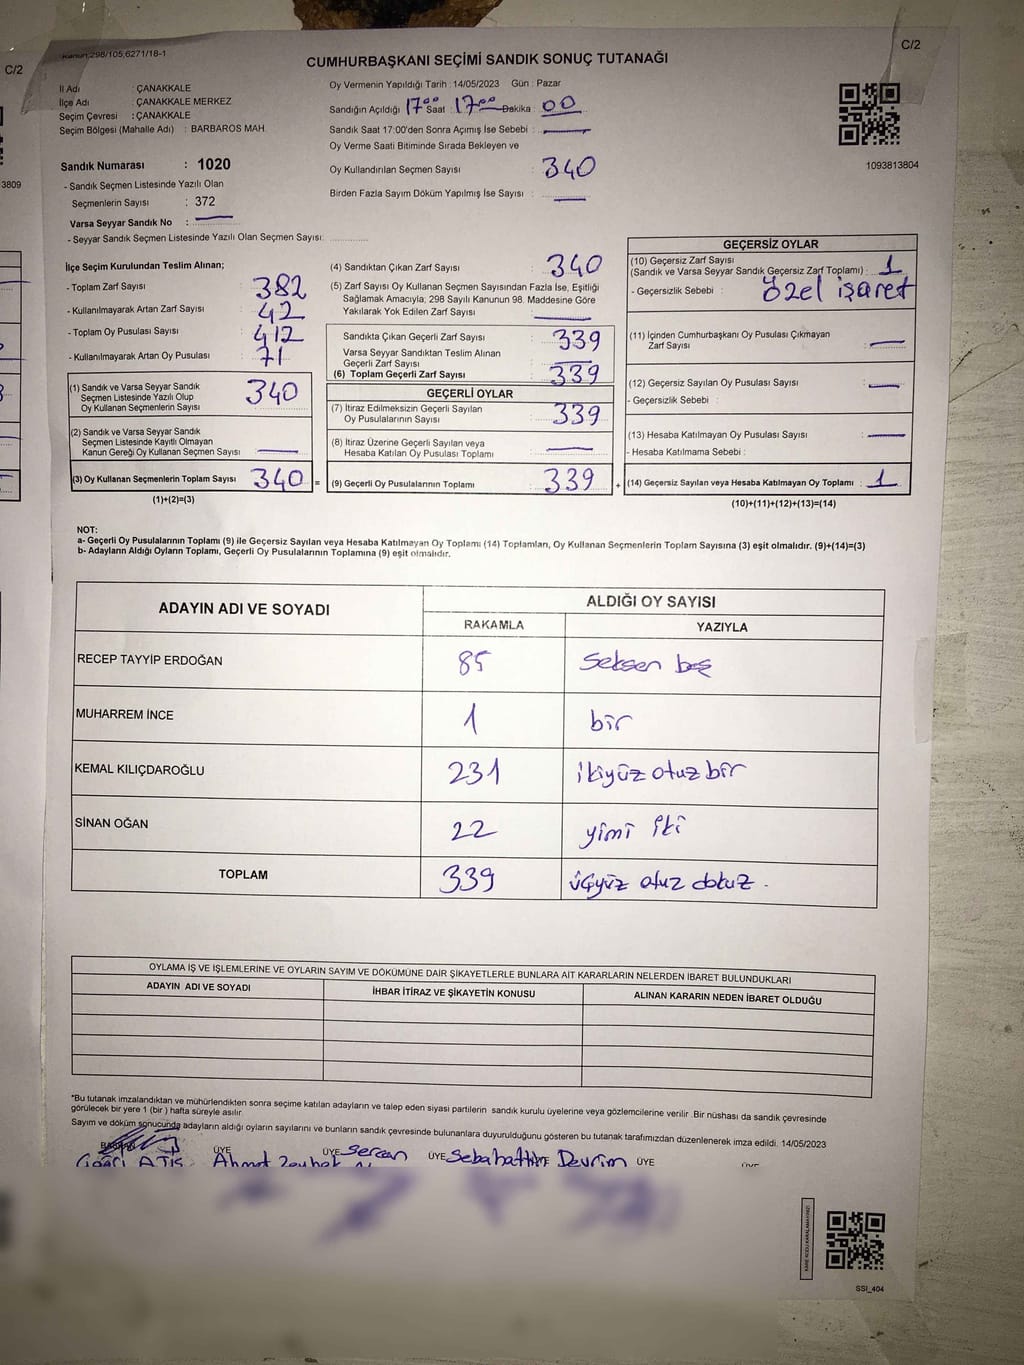 C/2
Kanun:298/105,6271/18-1
C/2
CUMHURBAŞKANI SEÇİMİ SANDIK SONUÇ TUTANAĞI
İl Adı : ÇANAKKALE
İlçe Adı : ÇANAKKALE MERKEZ
Seçim Çevresi : ÇANAKKALE
Seçim Bölgesi (Mahalle Adı) : BARBAROS MAH.
Oy Vermenin Yapıldığı Tarih : 14/05/2023 Gün : Pazar
Sandığın Açıldığı 17⁰⁰ Saat 17⁰⁰ Dakika : 00
Sandık Saat 17:00'den Sonra Açımış İse Sebebi : —
Oy Verme Saati Bitiminde Sırada Bekleyen ve
Oy Kullandırılan Seçmen Sayısı : 340
Birden Fazla Sayım Döküm Yapılmış İse Sayısı : —
1093813804
3809
Sandık Numarası : 1020
- Sandık Seçmen Listesinde Yazılı Olan
Seçmenlerin Sayısı : 372
Varsa Seyyar Sandık No : —
- Seyyar Sandık Seçmen Listesinde Yazılı Olan Seçmen Sayısı:
İlçe Seçim Kurulundan Teslim Alınan;
- Toplam Zarf Sayısı : 382
- Kullanılmayarak Artan Zarf Sayısı : 42
- Toplam Oy Pusulası Sayısı : 412
- Kullanılmayarak Artan Oy Pusulası : 71
(1) Sandık ve Varsa Seyyar Sandık
Seçmen Listesinde Yazılı Olup
Oy Kullanan Seçmenlerin Sayısı : 340
(2) Sandık ve Varsa Seyyar Sandık
Seçmen Listesinde Kayıtlı Olmayan
Kanun Gereği Oy Kullanan Seçmen Sayısı : —
(3) Oy Kullanan Seçmenlerin Toplam Sayısı : 340 =
(1)+(2)=(3)
(4) Sandıktan Çıkan Zarf Sayısı : 340
(5) Zarf Sayısı Oy Kullanan Seçmen Sayısından Fazla İse, Eşitliği
Sağlamak Amacıyla; 298 Sayılı Kanunun 98. Maddesine Göre
Yakılarak Yok Edilen Zarf Sayısı : —
Sandıkta Çıkan Geçerli Zarf Sayısı : 339
Varsa Seyyar Sandıktan Teslim Alınan
Geçerli Zarf Sayısı : —
(6) Toplam Geçerli Zarf Sayısı : 339
GEÇERLİ OYLAR
(7) İtiraz Edilmeksizin Geçerli Sayılan
Oy Pusulalarının Sayısı : 339
(8) İtiraz Üzerine Geçerli Sayılan veya
Hesaba Katılan Oy Pusulası Toplamı : —
(9) Geçerli Oy Pusulalarının Toplamı : 339 +
GEÇERSİZ OYLAR
(10) Geçersiz Zarf Sayısı
(Sandık ve Varsa Seyyar Sandık Geçersiz Zarf Toplamı) : 1
- Geçersizlik Sebebi : özel işaret
(11) İçinden Cumhurbaşkanı Oy Pusulası Çıkmayan
Zarf Sayısı : —
(12) Geçersiz Sayılan Oy Pusulası Sayısı : —
- Geçersizlik Sebebi :
(13) Hesaba Katılmayan Oy Pusulası Sayısı : —
- Hesaba Katılmama Sebebi :
(14) Geçersiz Sayılan veya Hesaba Katılmayan Oy Toplamı : 1
(10)+(11)+(12)+(13)=(14)
NOT:
a- Geçerli Oy Pusulalarının Toplamı (9) ile Geçersiz Sayılan veya Hesaba Katılmayan Oy Toplamı (14) Toplamları, Oy Kullanan Seçmenlerin Toplam Sayısına (3) eşit olmalıdır. (9)+(14)=(3)
b- Adayların Aldığı Oyların Toplamı, Geçerli Oy Pusulalarının Toplamına (9) eşit olmalıdır.
ADAYIN ADI VE SOYADI ALDIĞI OY SAYISI
RAKAMLA YAZIYLA
RECEP TAYYİP ERDOĞAN 85 Seksen beş
MUHARREM İNCE 1 bir
KEMAL KILIÇDAROĞLU 231 ikiyüz otuz bir
SİNAN OĞAN 22 yimi iki
TOPLAM 339 üçyüz otuz dokuz.
OYLAMA İŞ VE İŞLEMLERİNE VE OYLARIN SAYIM VE DÖKÜMÜNE DAİR ŞİKAYETLERLE BUNLARA AİT KARARLARIN NELERDEN İBARET BULUNDUKLARI
ADAYIN ADI VE SOYADI İHBAR İTİRAZ VE ŞİKAYETİN KONUSU ALINAN KARARIN NEDEN İBARET OLDUĞU
*Bu tutanak imzalandıktan ve mühürlendikten sonra seçime katılan adayların ve talep eden siyasi partilerin sandık kurulu üyelerine veya gözlemcilerine verilir .Bir nüshası da sandık çevresinde
görülecek bir yere 1 (bir ) hafta süreyle asılır.
Sayım ve döküm sonucunda adayların aldığı oyların sayılarını ve bunların sandık çevresinde bulunanlara duyurulduğunu gösteren bu tutanak tarafımızdan düzenlenerek imza edildi. 14/05/2023
BAŞKAN ÜYE ÜYE Sercan ÜYE Sebahattin Devrim ÜYE
Ahmet Zeybek
SSI_404